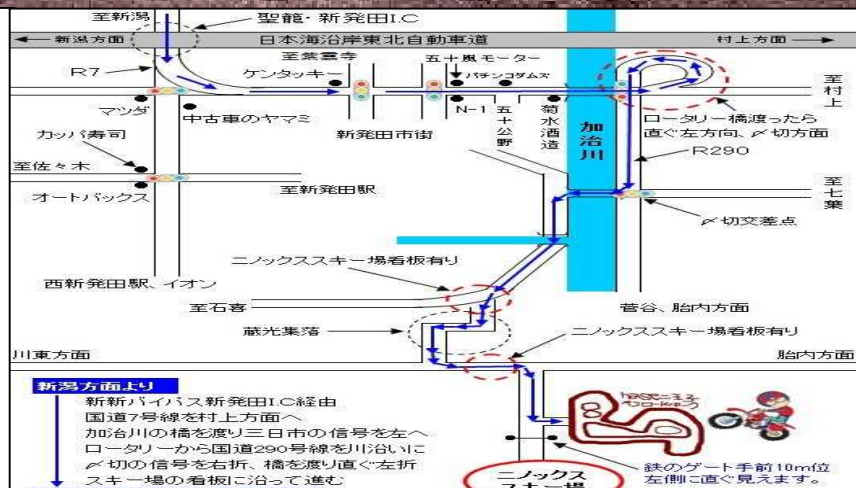 至新潟
聖籠・新発田I.C
← 新潟方面
日本海沿岸東北自動車道
村上方面 →
至紫雲寺
五十嵐モーター
R7
ケンタッキー
パチンコダムズ
至村上
マツダ
中古車のヤマミ
新発田市街
N-1
五十公野
菊水酒造
加治川
ロータリー橋渡ったら
直ぐ左方向、〆切方面
カッパ寿司
R290
至佐々木
オートバックス
至新発田駅
至七葉
〆切交差点
ニノックススキー場看板有り
西新発田駅、イオン
至石喜
菅谷、胎内方面
蔵光集落
ニノックススキー場看板有り
川東方面
胎内方面
新潟方面より
新新バイパス新発田I.C経由
国道7号線を村上方面へ
加治川の橋を渡り三日市の信号を左へ
ロータリーから国道290号線を川沿いに
〆切の信号を右折、橋を渡り直ぐ左折
スキー場の看板に沿って進む
ニノックス
スキー場
鉄のゲート手前10m位
左側に直ぐ見えます。